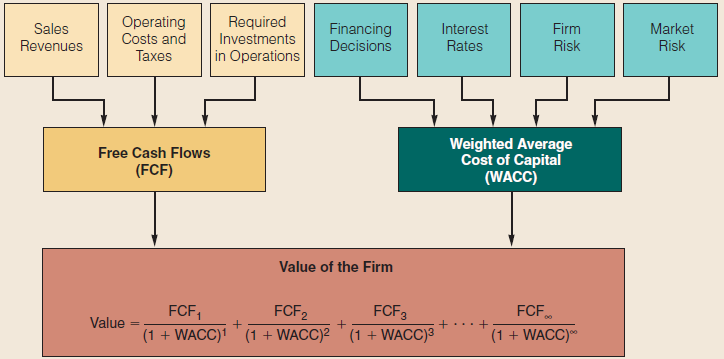 Sales
Revenues
Operating
Costs and
Taxes
Required
Investments
in Operations
Financing
Decisions
Interest
Rates
Firm
Risk
Market
Risk
Free Cash Flows
(FCF)
Weighted Average
Cost of Capital
(WACC)
Value of the Firm
Value = FCF₁ / (1 + WACC)¹ + FCF₂ / (1 + WACC)² + FCF₃ / (1 + WACC)³ + · · · + FCF∞ / (1 + WACC)^∞